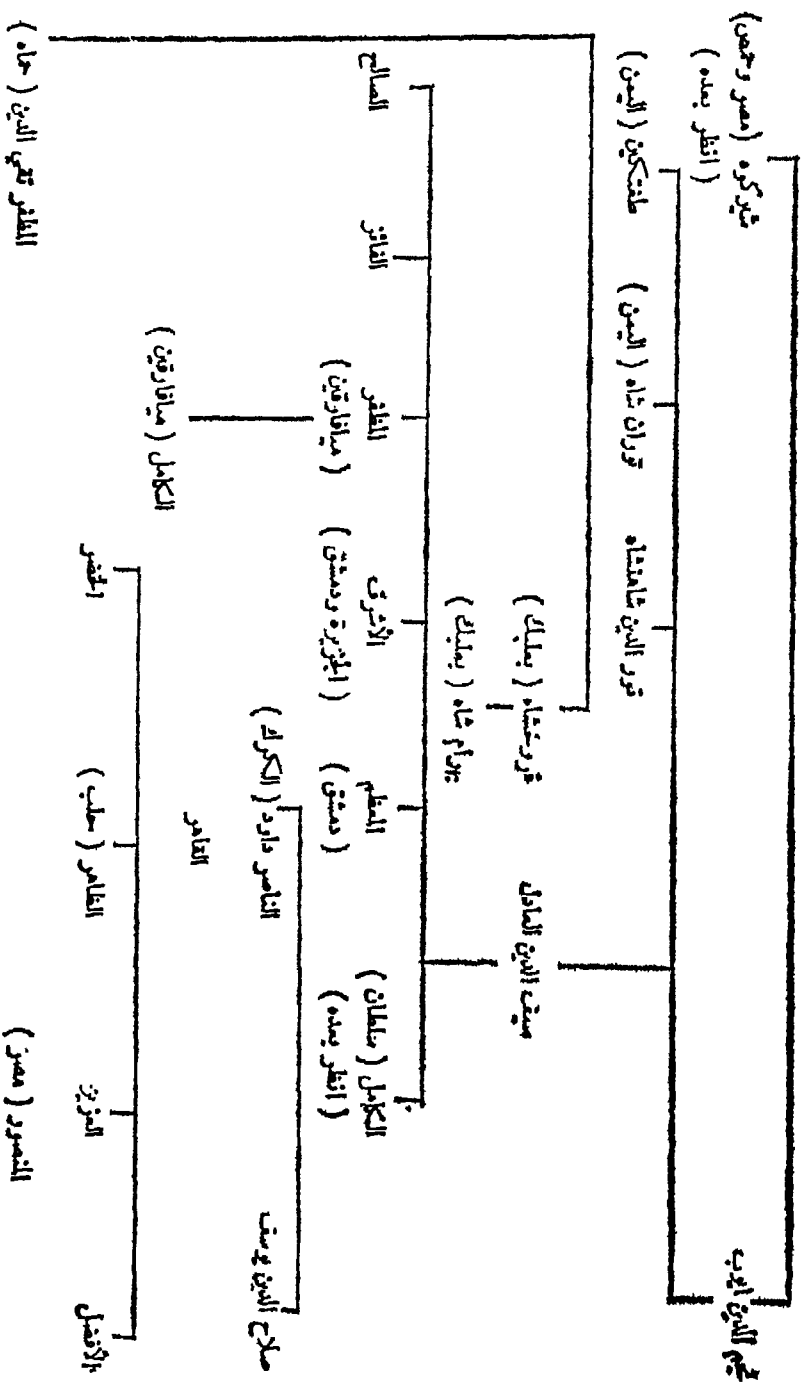 نجم الدين ايوب
شيركوه ( مصر وحمص )
( انظر بعده )
نور الدين شاهنشاه
توران شاه ( اليمن )
طغتكين ( اليمن )
سيف الدين العادل
فروخشاه ( بعلبك )
بهرام شاه ( بعلبك )
الكامل ( سلطان )
( انظر بعده )
المعظم
( دمشق )
الأشرف
( الجزيرة ودمشق )
المظفر
( ميافارقين )
الفائز
الصالح
صلاح الدين يوسف
الناصر داود ( الكرك )
القاهر
الكامل ( ميافارقين )
الأفضل
العزيز
الظاهر ( حلب )
الخضر
المنصور ( مصر )
المظفر تقي الدين ( حماه )